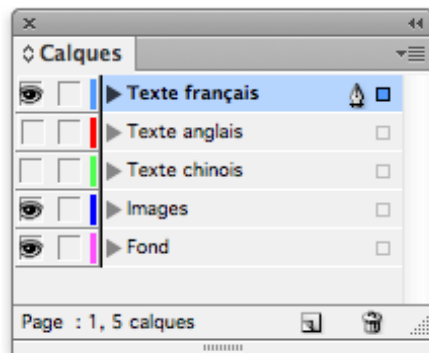 Calques
Texte français
Texte anglais
Texte chinois
Images
Fond
Page : 1, 5 calques